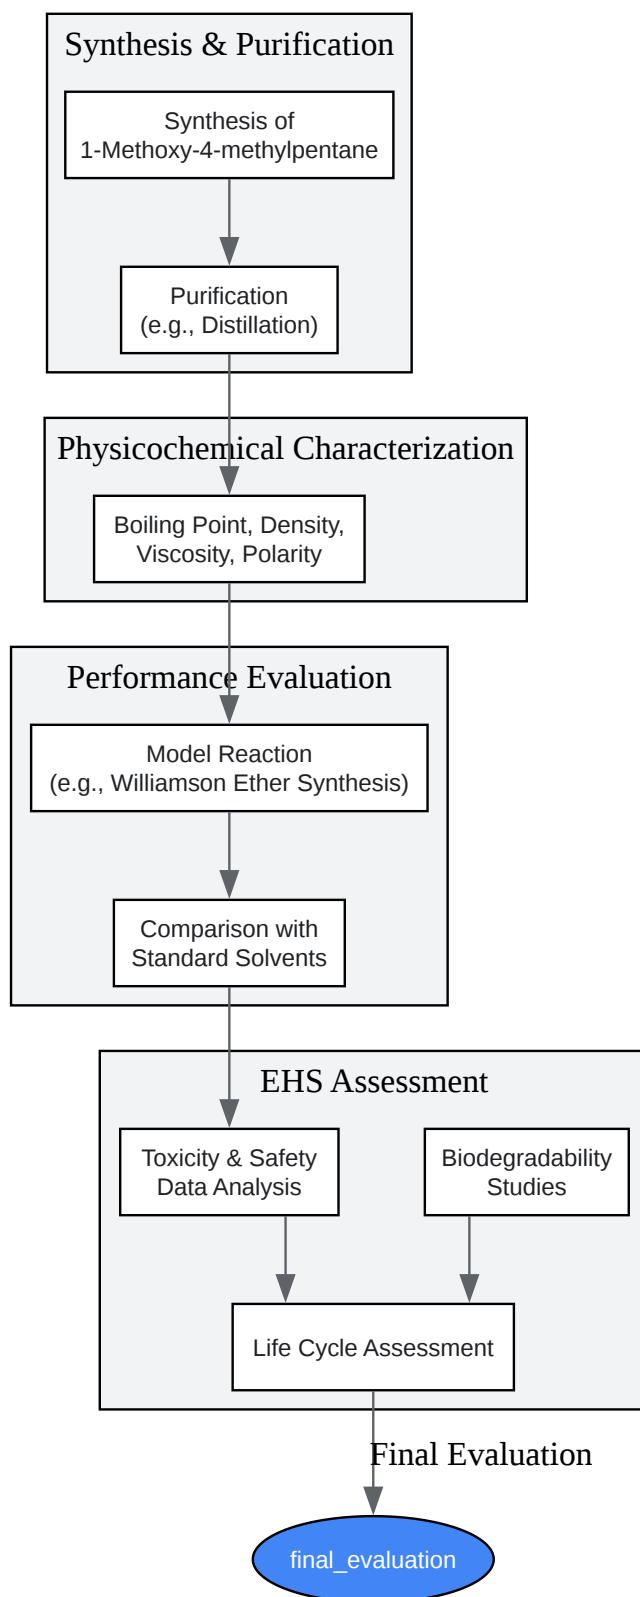 Synthesis & Purification
Synthesis of
1-Methoxy-4-methylpentane
Purification
(e.g., Distillation)
Physicochemical Characterization
Boiling Point, Density,
Viscosity, Polarity
Performance Evaluation
Model Reaction
(e.g., Williamson Ether Synthesis)
Comparison with
Standard Solvents
EHS Assessment
Toxicity & Safety
Data Analysis
Biodegradability
Studies
Life Cycle Assessment
Final Evaluation
final_evaluation